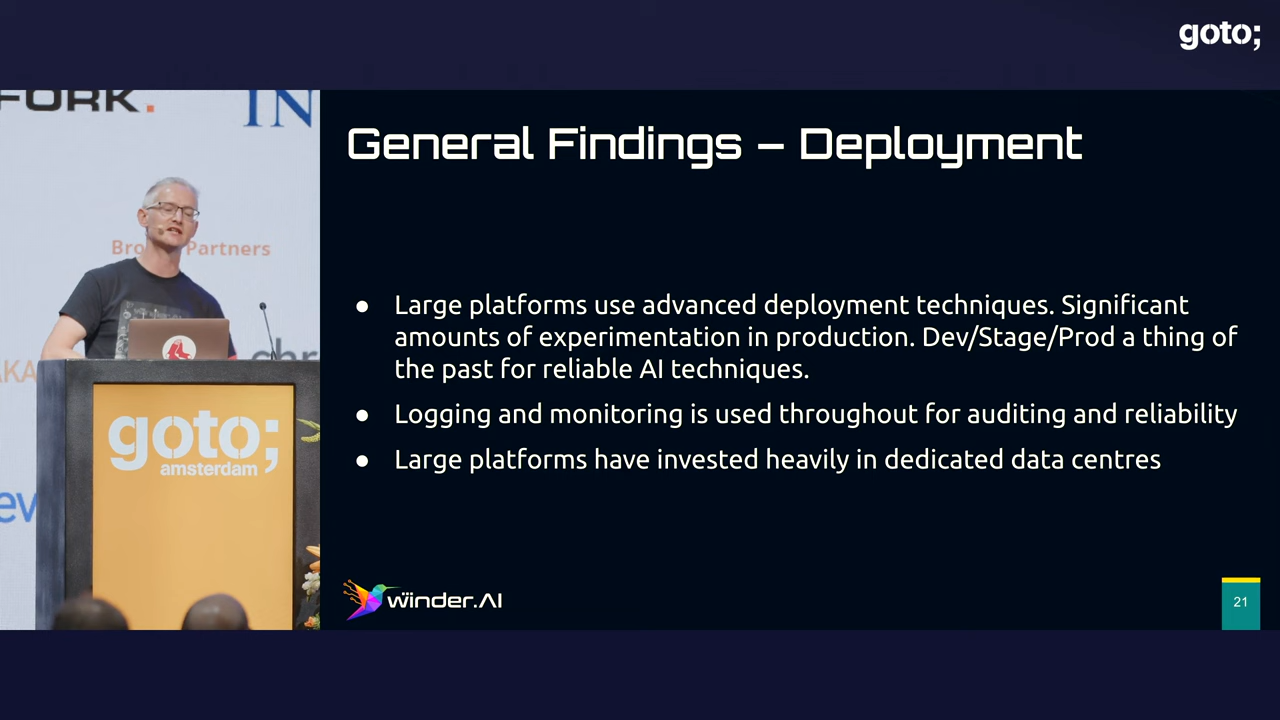 goto;
FORK.
IN
Partners
goto;
amsterdam
General Findings – Deployment
● Large platforms use advanced deployment techniques. Significant
amounts of experimentation in production. Dev/Stage/Prod a thing of
the past for reliable AI techniques.
● Logging and monitoring is used throughout for auditing and reliability
● Large platforms have invested heavily in dedicated data centres
winder.AI
21